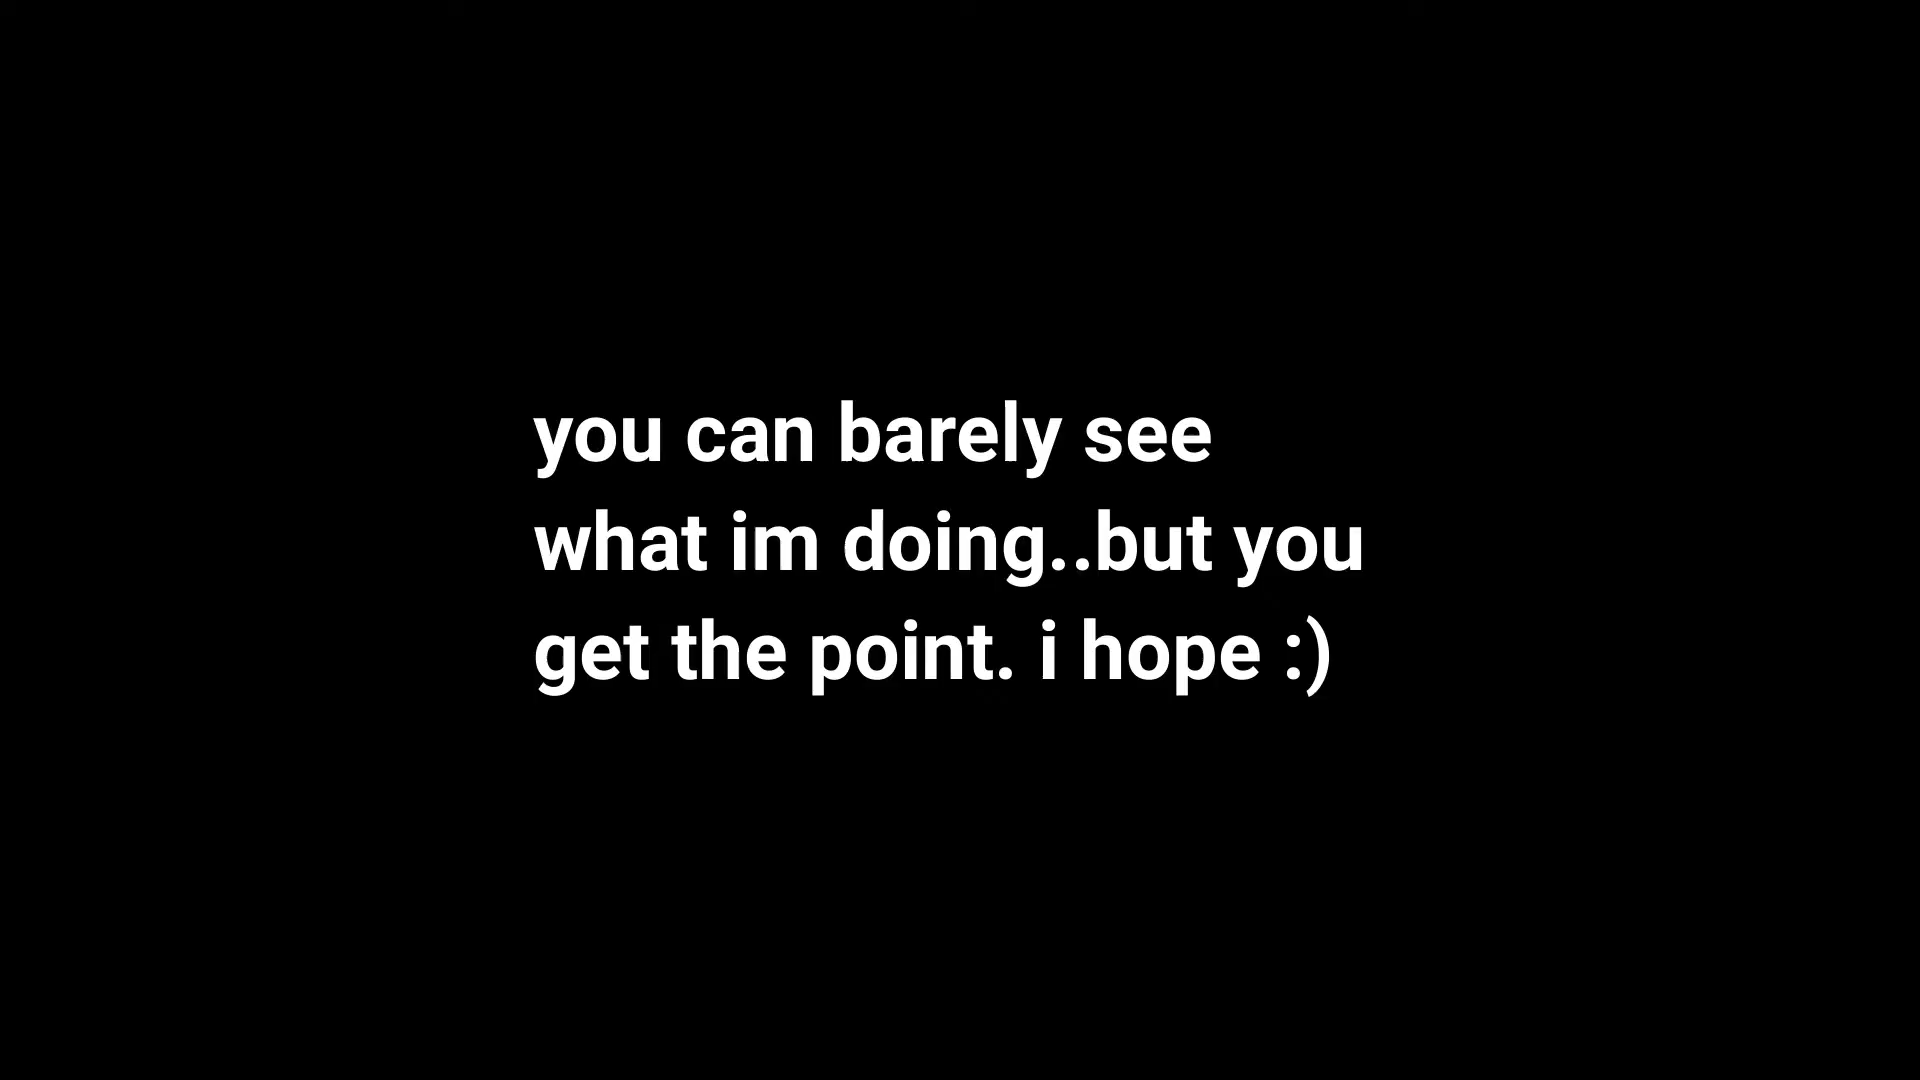 you can barely see
what im doing..but you
get the point. i hope :)